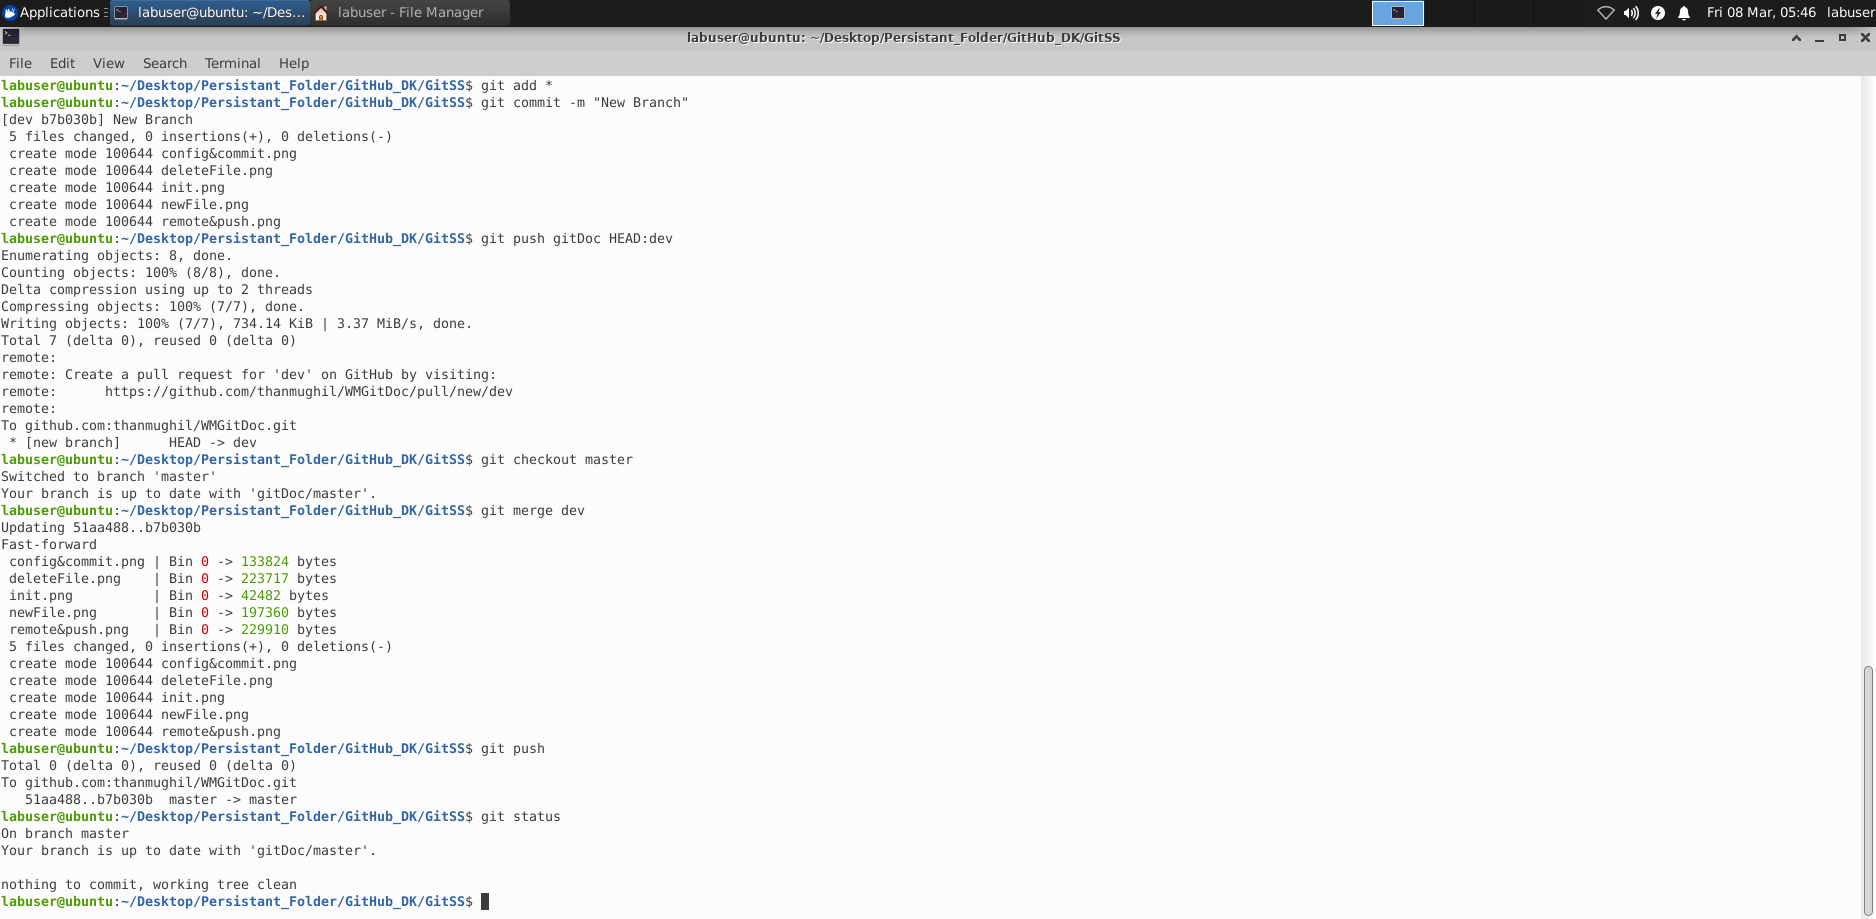 Applications labuser@ubuntu: ~/Des... labuser - File Manager Fri 08 Mar, 05:46 labuser
labuser@ubuntu: ~/Desktop/Persistant_Folder/GitHub_DK/GitSS
File Edit View Search Terminal Help
labuser@ubuntu:~/Desktop/Persistant_Folder/GitHub_DK/GitSS$ git add *
labuser@ubuntu:~/Desktop/Persistant_Folder/GitHub_DK/GitSS$ git commit -m "New Branch"
[dev b7b030b] New Branch
 5 files changed, 0 insertions(+), 0 deletions(-)
 create mode 100644 config&commit.png
 create mode 100644 deleteFile.png
 create mode 100644 init.png
 create mode 100644 newFile.png
 create mode 100644 remote&push.png
labuser@ubuntu:~/Desktop/Persistant_Folder/GitHub_DK/GitSS$ git push gitDoc HEAD:dev
Enumerating objects: 8, done.
Counting objects: 100% (8/8), done.
Delta compression using up to 2 threads
Compressing objects: 100% (7/7), done.
Writing objects: 100% (7/7), 734.14 KiB | 3.37 MiB/s, done.
Total 7 (delta 0), reused 0 (delta 0)
remote:
remote: Create a pull request for 'dev' on GitHub by visiting:
remote:      https://github.com/thanmughil/WMGitDoc/pull/new/dev
remote:
To github.com:thanmughil/WMGitDoc.git
 * [new branch]      HEAD -> dev
labuser@ubuntu:~/Desktop/Persistant_Folder/GitHub_DK/GitSS$ git checkout master
Switched to branch 'master'
Your branch is up to date with 'gitDoc/master'.
labuser@ubuntu:~/Desktop/Persistant_Folder/GitHub_DK/GitSS$ git merge dev
Updating 51aa488..b7b030b
Fast-forward
 config&commit.png | Bin 0 -> 133824 bytes
 deleteFile.png    | Bin 0 -> 223717 bytes
 init.png          | Bin 0 -> 42482 bytes
 newFile.png       | Bin 0 -> 197360 bytes
 remote&push.png   | Bin 0 -> 229910 bytes
 5 files changed, 0 insertions(+), 0 deletions(-)
 create mode 100644 config&commit.png
 create mode 100644 deleteFile.png
 create mode 100644 init.png
 create mode 100644 newFile.png
 create mode 100644 remote&push.png
labuser@ubuntu:~/Desktop/Persistant_Folder/GitHub_DK/GitSS$ git push
Total 0 (delta 0), reused 0 (delta 0)
To github.com:thanmughil/WMGitDoc.git
   51aa488..b7b030b  master -> master
labuser@ubuntu:~/Desktop/Persistant_Folder/GitHub_DK/GitSS$ git status
On branch master
Your branch is up to date with 'gitDoc/master'.

nothing to commit, working tree clean
labuser@ubuntu:~/Desktop/Persistant_Folder/GitHub_DK/GitSS$